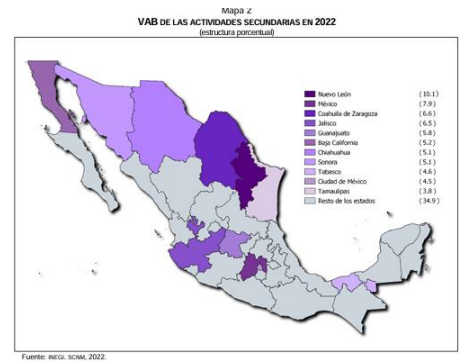 Mapa 2
VAB DE LAS ACTIVIDADES SECUNDARIAS EN 2022
(estructura porcentual)
Nuevo León (10.1)
México (7.9)
Coahuila de Zaragoza (6.6)
Jalisco (6.5)
Guanajuato (5.8)
Baja California (5.2)
Chihuahua (5.1)
Sonora (5.1)
Tabasco (4.6)
Ciudad de México (4.5)
Tamaulipas (3.8)
Resto de los estados (34.9)
Fuente: INEGI. SCNM, 2022.